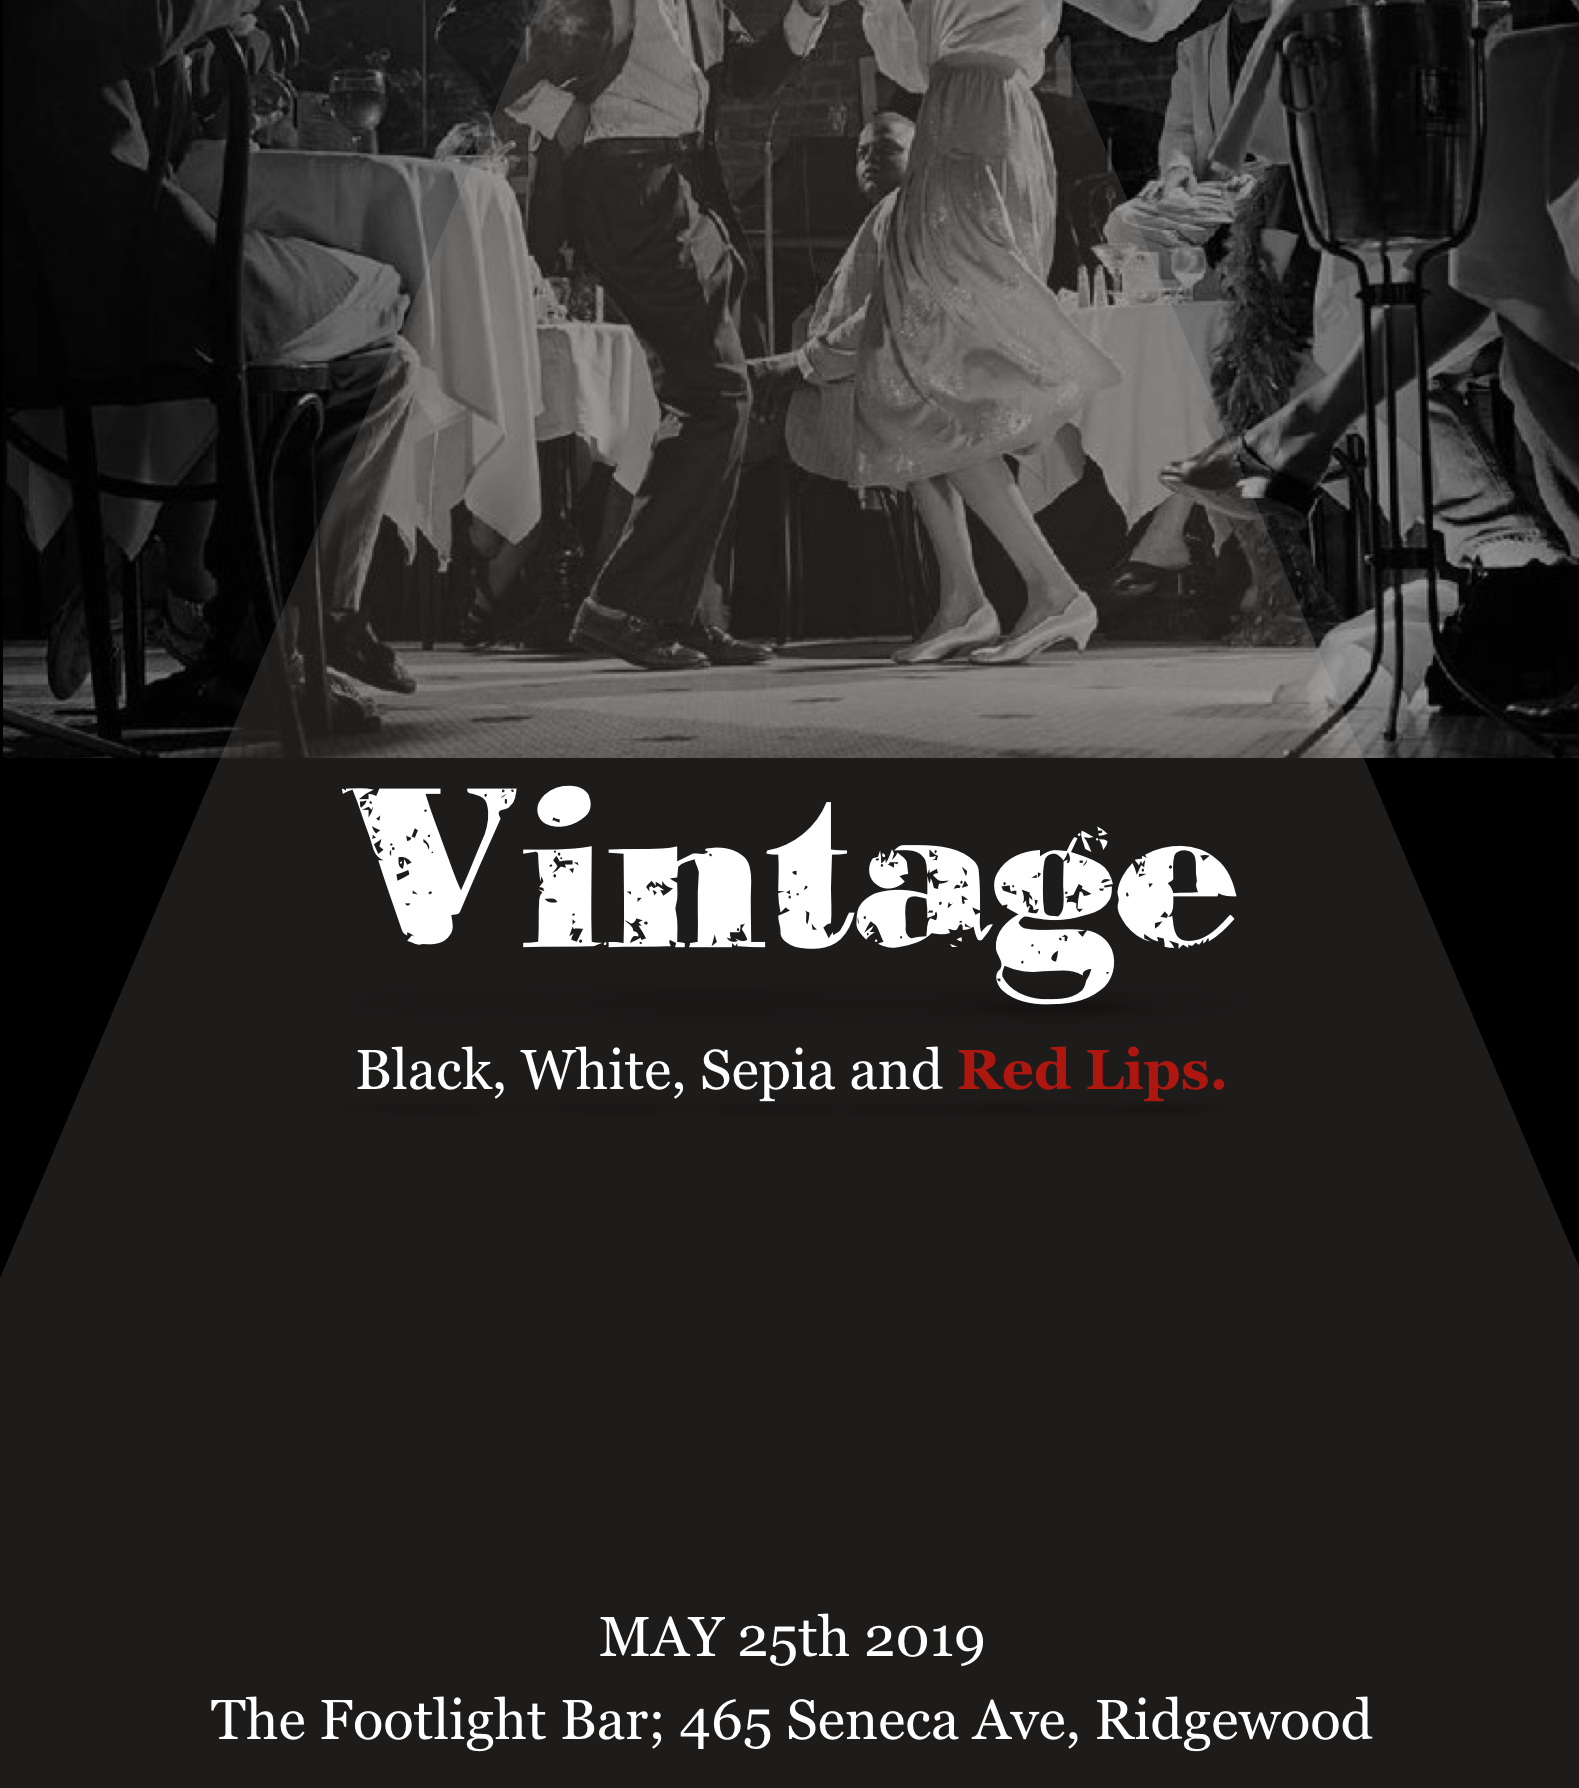 Vintage
Black, White, Sepia and Red Lips.
MAY 25th 2019
The Footlight Bar; 465 Seneca Ave, Ridgewood